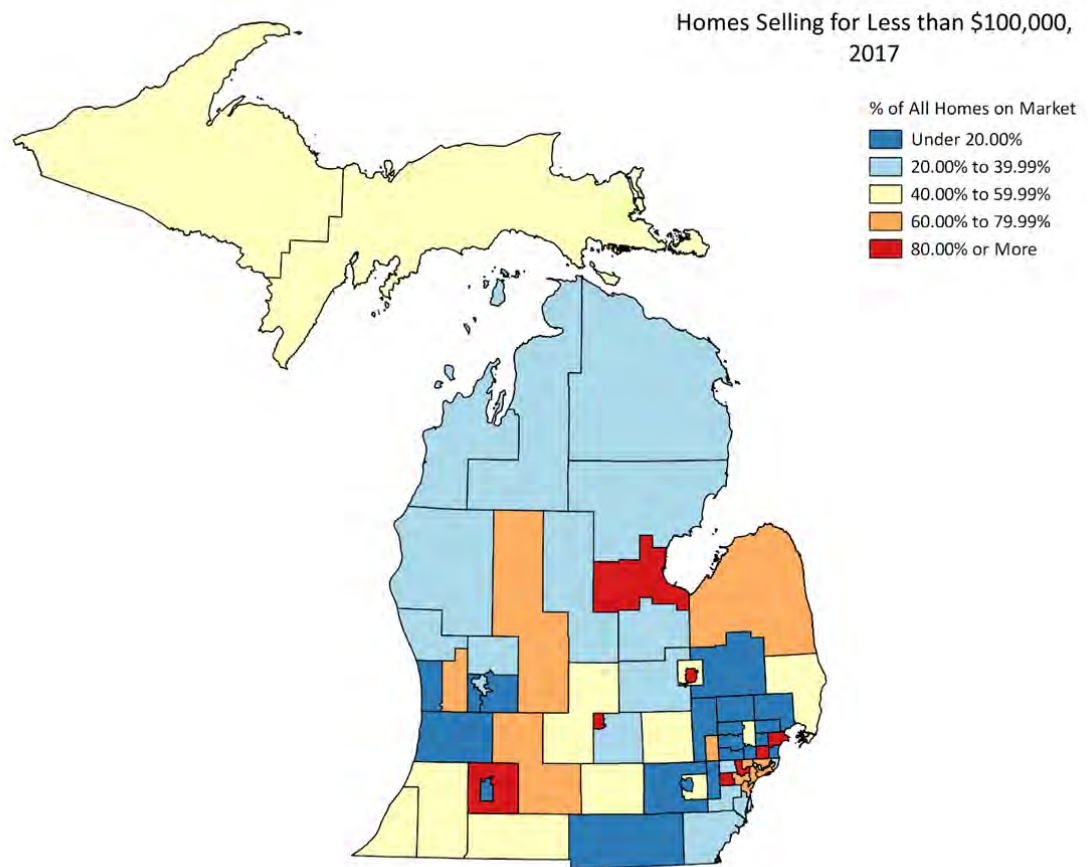 Homes Selling for Less than $100,000,
2017
% of All Homes on Market
Under 20.00%
20.00% to 39.99%
40.00% to 59.99%
60.00% to 79.99%
80.00% or More